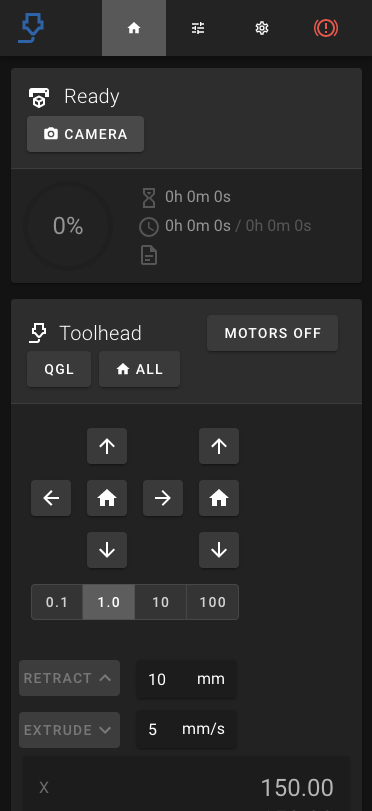 Ready
CAMERA
0%
0h 0m 0s
0h 0m 0s / 0h 0m 0s
Toolhead
MOTORS OFF
QGL
ALL
0.1 1.0 10 100
RETRACT 10 mm
EXTRUDE 5 mm/s
X 150.00